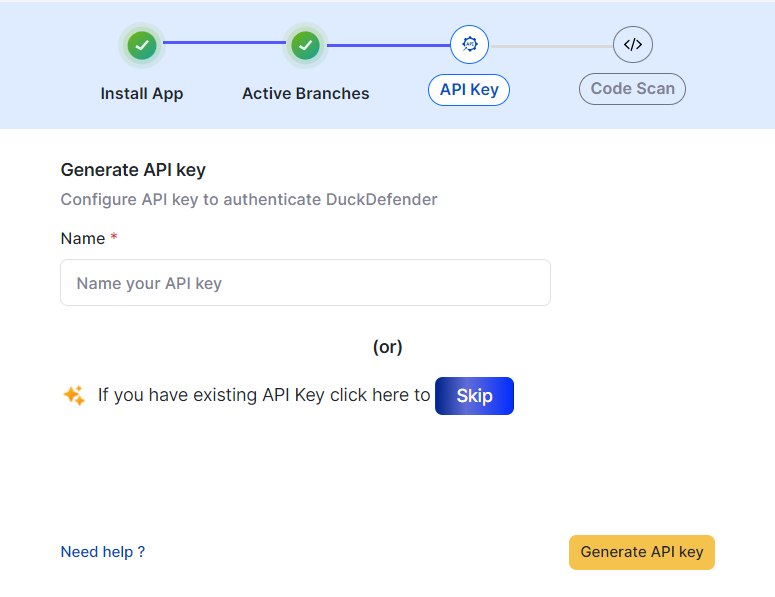 Install App
Active Branches
API Key
Code Scan
Generate API key
Configure API key to authenticate DuckDefender
Name *
Name your API key
(or)
If you have existing API Key click here to Skip
Need help ?
Generate API key